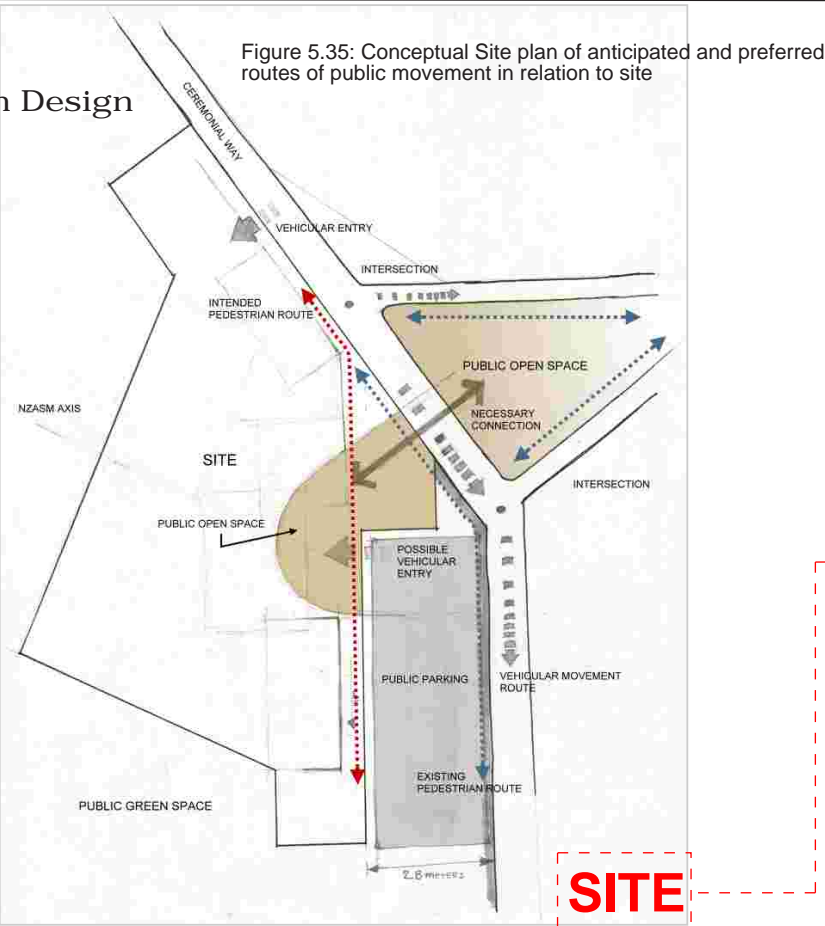 Figure 5.35: Conceptual Site plan of anticipated and preferred
routes of public movement in relation to site
n Design
CEREMONIAL WAY
VEHICULAR ENTRY
INTERSECTION
INTENDED
PEDESTRIAN ROUTE
PUBLIC OPEN SPACE
NZASM AXIS
NECESSARY
CONNECTION
SITE
INTERSECTION
PUBLIC OPEN SPACE
POSSIBLE
VEHICULAR
ENTRY
PUBLIC PARKING
VEHICULAR MOVEMENT
ROUTE
EXISTING
PEDESTRIAN ROUTE
PUBLIC GREEN SPACE
28 meters
SITE